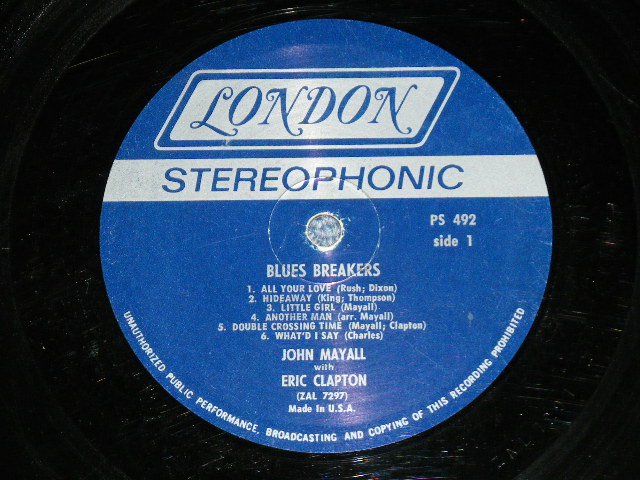 LONDON
STEREOPHONIC
PS 492
side 1
BLUES BREAKERS
1. ALL YOUR LOVE (Rush; Dixon)
2. HIDEAWAY (King; Thompson)
3. LITTLE GIRL (Mayall)
4. ANOTHER MAN (arr. Mayall)
5. DOUBLE CROSSING TIME (Mayall; Clapton)
6. WHAT'D I SAY (Charles)
JOHN MAYALL
with
ERIC CLAPTON
(ZAL 7297)
Made In U.S.A.
UNAUTHORIZED PUBLIC PERFORMANCE, BROADCASTING AND COPYING OF THIS RECORDING PROHIBITED